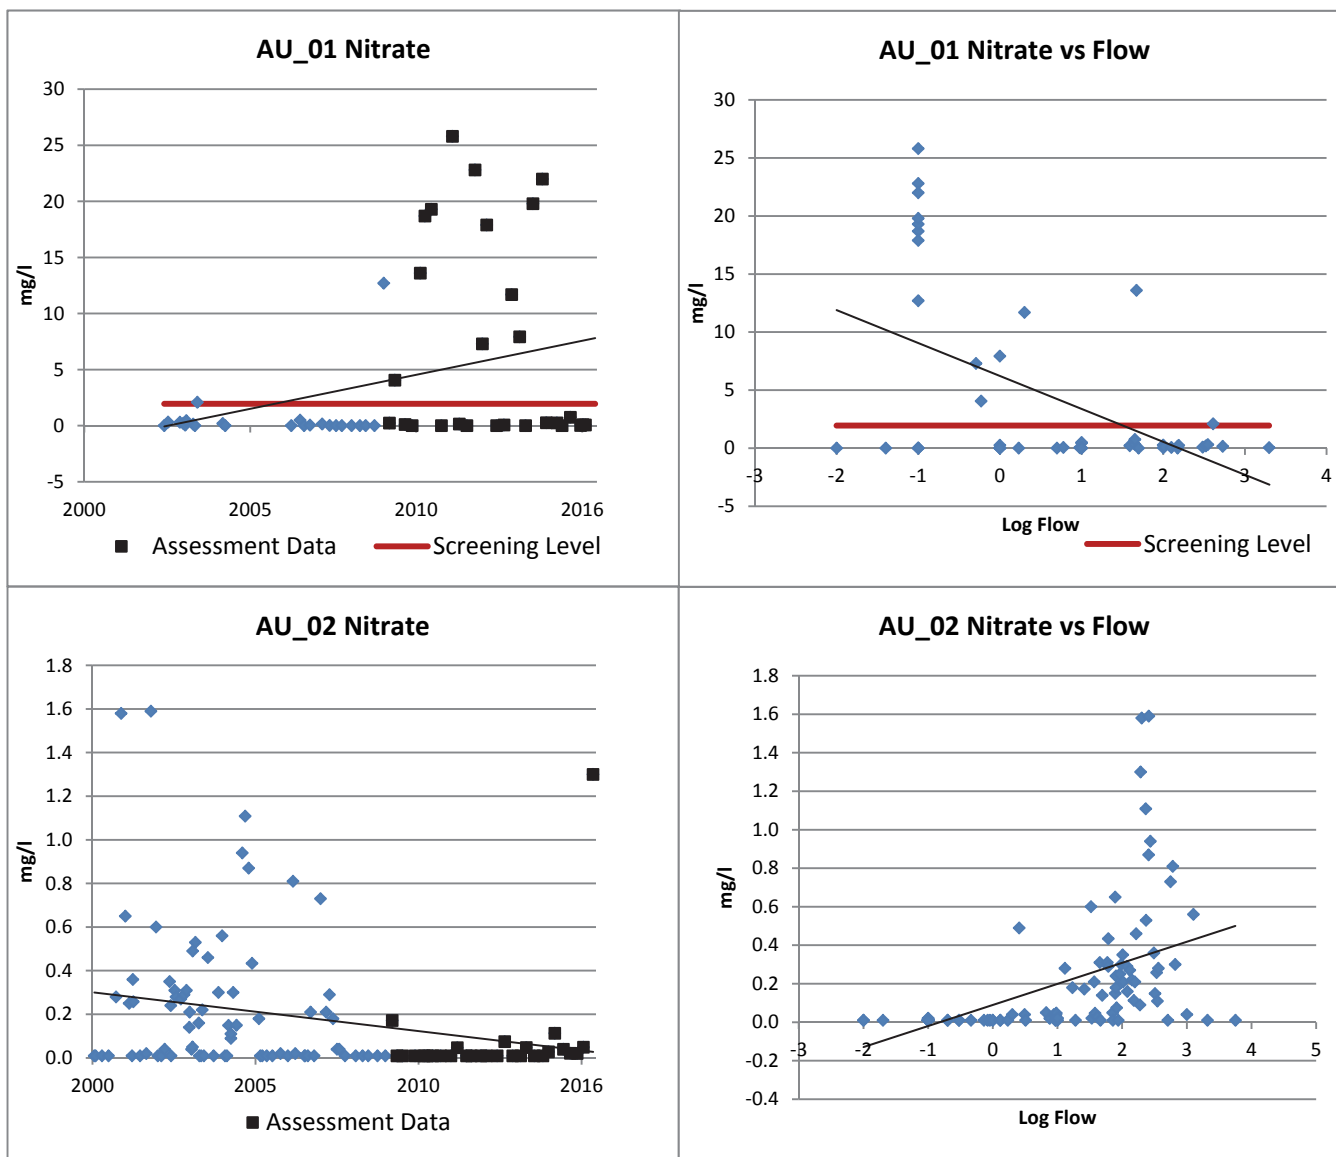 AU_01 Nitrate
30
25
20
15
10
5
0
-5
mg/l
2000 2005 2010 2016
Assessment Data Screening Level
AU_01 Nitrate vs Flow
30
25
20
15
10
5
0
-5
mg/l
-3 -2 -1 0 1 2 3 4
Log Flow
Screening Level
AU_02 Nitrate
1.8
1.6
1.4
1.2
1.0
0.8
0.6
0.4
0.2
0.0
mg/l
2000 2005 2010 2016
Assessment Data
AU_02 Nitrate vs Flow
1.8
1.6
1.4
1.2
1.0
0.8
0.6
0.4
0.2
0.0
-0.2
-0.4
mg/l
-3 -2 -1 0 1 2 3 4 5
Log Flow